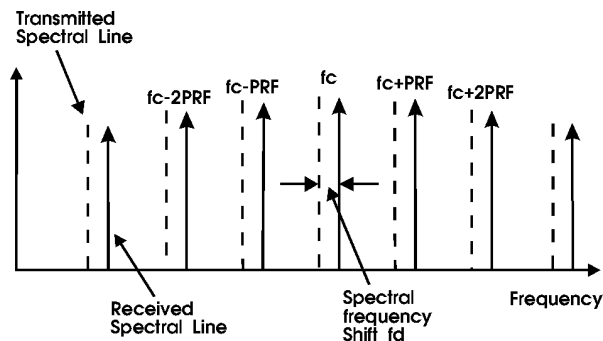 Transmitted
Spectral Line
fc-2PRF
fc-PRF
fc
fc+PRF
fc+2PRF
Received
Spectral Line
Spectral
frequency
Shift fd
Frequency